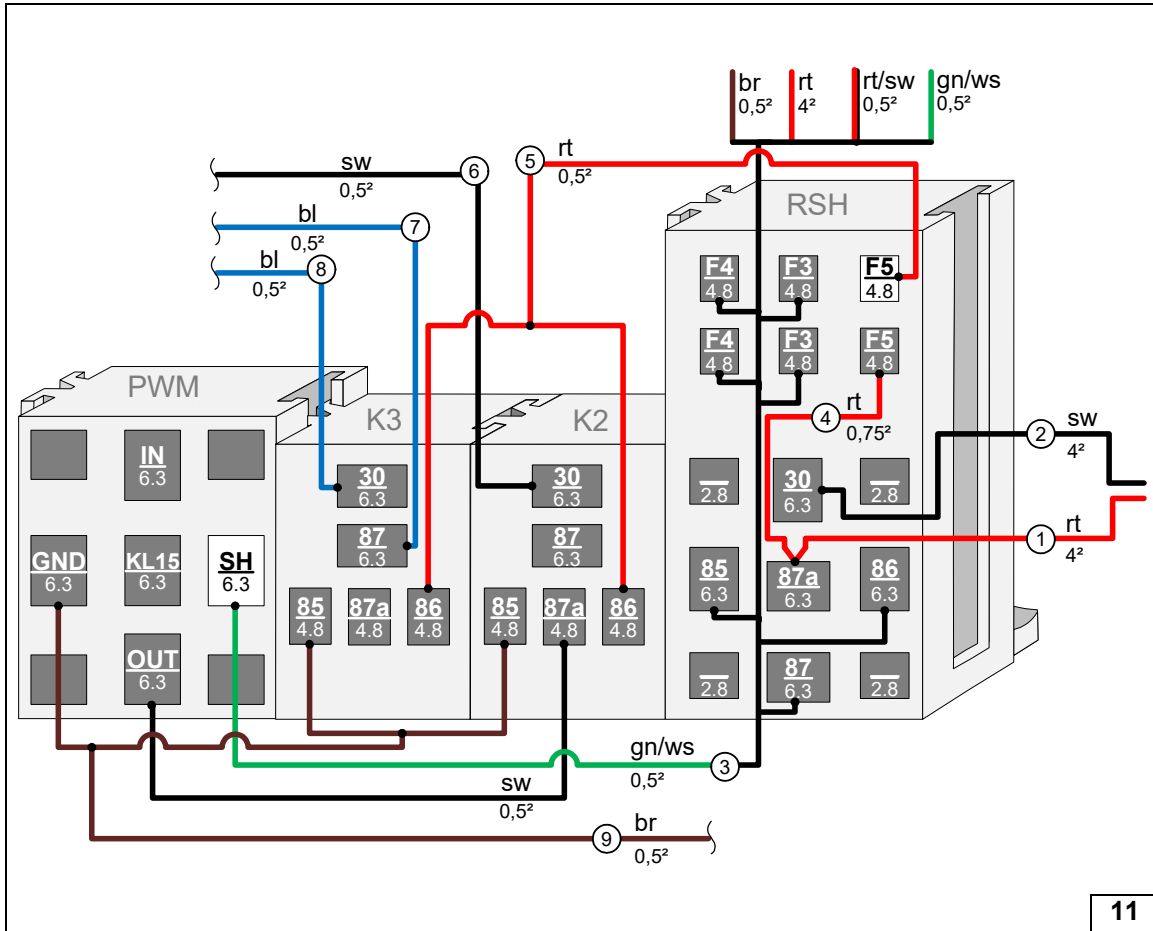 br rt rt/sw gn/ws
0,5² 4² 0,5² 0,5²
5 rt
0,5²
sw 6
0,5²
bl 7
0,5²
bl 8
0,5²
RSH
F4 F3 F5
4.8 4.8 4.8
F4 F3 F5
4.8 4.8 4.8
4 rt
0,75²
2 sw
4²
30
2.8 6.3 2.8
1 rt
4²
85 87a 86
6.3 6.3 6.3
87
2.8 6.3 2.8
PWM
IN
6.3
GND KL15 SH
6.3 6.3 6.3
OUT
6.3
K3
30
6.3
87
6.3
85 87a 86
4.8 4.8 4.8
K2
30
6.3
87
6.3
85 87a 86
4.8 4.8 4.8
gn/ws 3
0,5²
sw
0,5²
9 br
0,5²
11